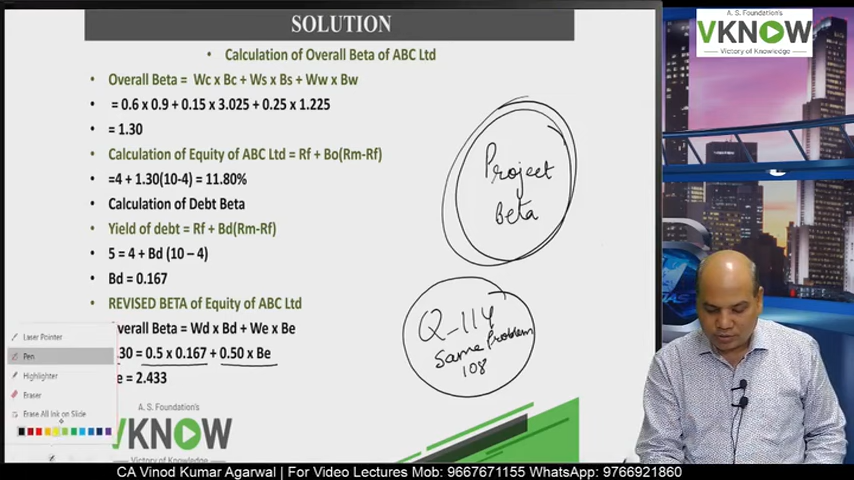 SOLUTION
• Calculation of Overall Beta of ABC Ltd
• Overall Beta = Wc x Bc + Ws x Bs + Ww x Bw
• = 0.6 x 0.9 + 0.15 x 3.025 + 0.25 x 1.225
• = 1.30
• Calculation of Equity of ABC Ltd = Rf + Bo(Rm-Rf)
• =4 + 1.30(10-4) = 11.80%
• Calculation of Debt Beta
• Yield of debt = Rf + Bd(Rm-Rf)
• 5 = 4 + Bd (10 – 4)
• Bd = 0.167
• REVISED BETA of Equity of ABC Ltd
verall Beta = Wd x Bd + We x Be
.30 = 0.5 x 0.167 + 0.50 x Be
e = 2.433
Project
Beta
Q-114
Same Problem
108
Laser Pointer
Pen
Highlighter
Eraser
Erase All Ink on Slide
A. S. Foundation's
VKNOW
Victory of Knowledge
A. S. Foundation's
VKNOW
Victory of Knowledge
CA Vinod Kumar Agarwal | For Video Lectures Mob: 9667671155 WhatsApp: 9766921860